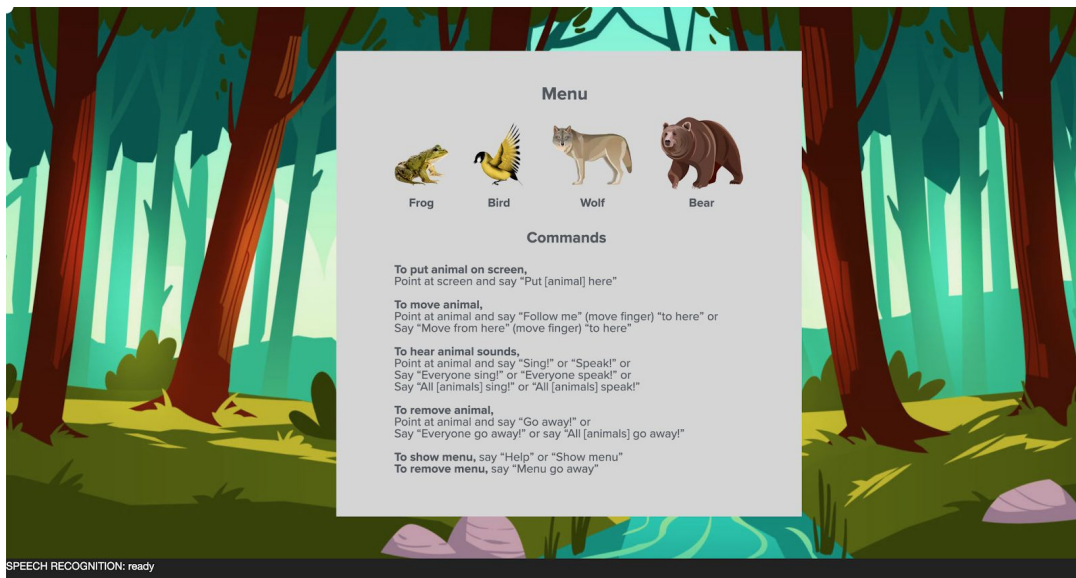 Menu
Frog Bird Wolf Bear
Commands
To put animal on screen,
Point at screen and say “Put [animal] here”
To move animal,
Point at animal and say “Follow me” (move finger) “to here” or
Say “Move from here” (move finger) “to here”
To hear animal sounds,
Point at animal and say “Sing!” or “Speak!” or
Say “Everyone sing!” or “Everyone speak!” or
Say “All [animals] sing!” or “All [animals] speak!”
To remove animal,
Point at animal and say “Go away!” or
Say “Everyone go away!” or say “All [animals] go away!”
To show menu, say “Help” or “Show menu”
To remove menu, say “Menu go away”
SPEECH RECOGNITION: ready